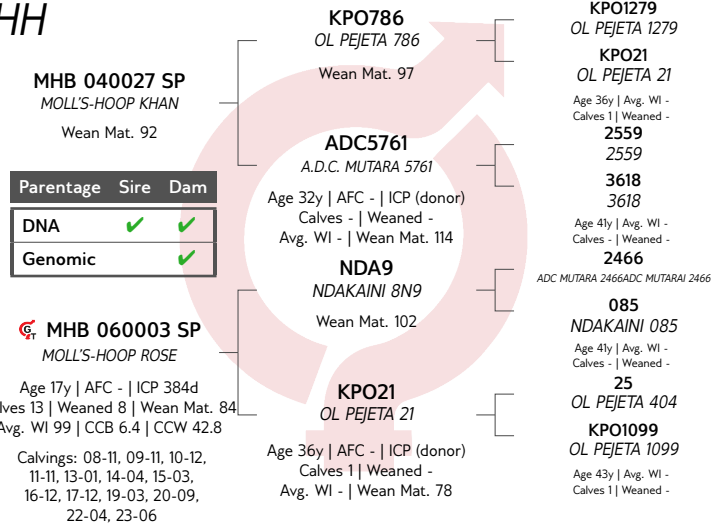 HH
MHB 040027 SP
MOLL'S-HOOP KHAN
Wean Mat. 92
Parentage Sire Dam
DNA ✔ ✔
Genomic ✔
MHB 060003 SP
MOLL'S-HOOP ROSE
Age 17y | AFC - | ICP 384d
lves 13 | Weaned 8 | Wean Mat. 84
Avg. WI 99 | CCB 6.4 | CCW 42.8
Calvings: 08-11, 09-11, 10-12,
11-11, 13-01, 14-04, 15-03,
16-12, 17-12, 19-03, 20-09,
22-04, 23-06
KPO786
OL PEJETA 786
Wean Mat. 97
ADC5761
A.D.C. MUTARA 5761
Age 32y | AFC - | ICP (donor)
Calves - | Weaned -
Avg. WI - | Wean Mat. 114
NDA9
NDAKAINI 8N9
Wean Mat. 102
KPO21
OL PEJETA 21
Age 36y | AFC - | ICP (donor)
Calves 1 | Weaned -
Avg. WI - | Wean Mat. 78
KPO1279
OL PEJETA 1279
KPO21
OL PEJETA 21
Age 36y | Avg. WI -
Calves 1 | Weaned -
2559
2559
3618
3618
Age 41y | Avg. WI -
Calves - | Weaned -
2466
ADC MUTARA 2466ADC MUTARAI 2466
085
NDAKAINI 085
Age 41y | Avg. WI -
Calves - | Weaned -
25
OL PEJETA 404
KPO1099
OL PEJETA 1099
Age 43y | Avg. WI -
Calves 1 | Weaned -